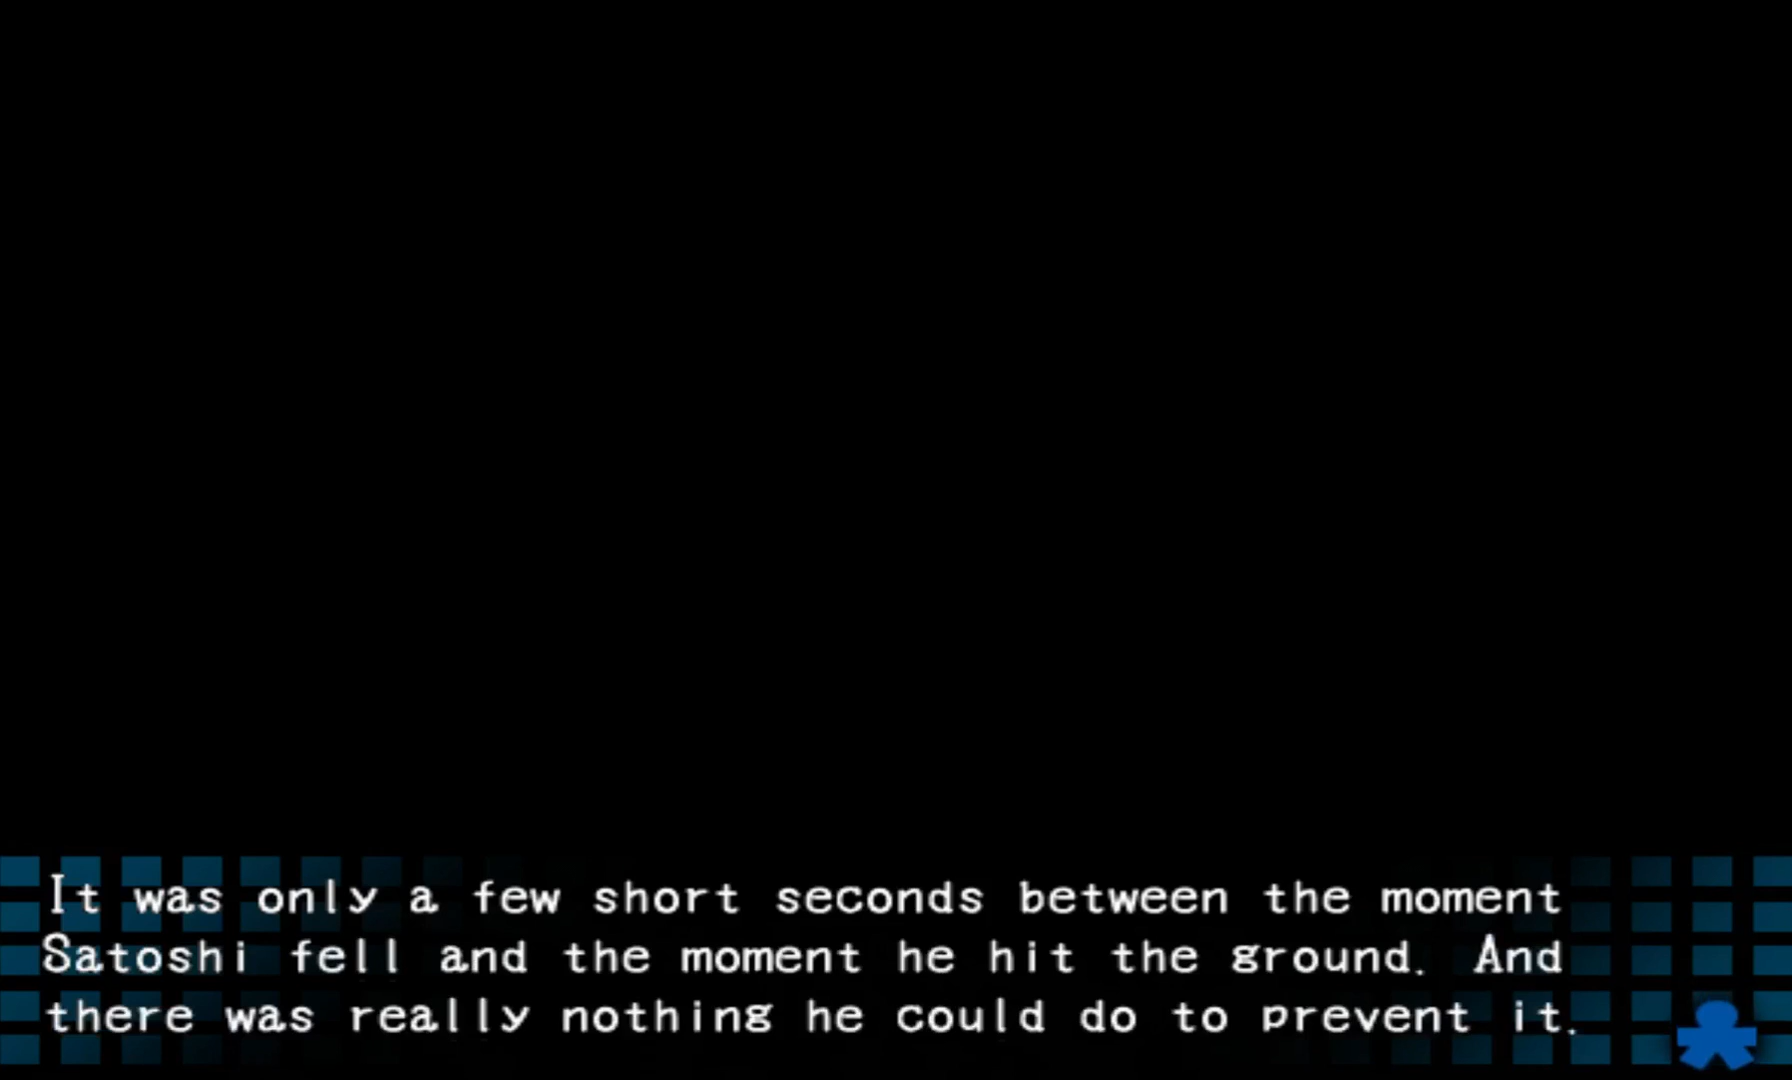 It was only a few short seconds between the moment
Satoshi fell and the moment he hit the ground. And
there was really nothing he could do to prevent it.